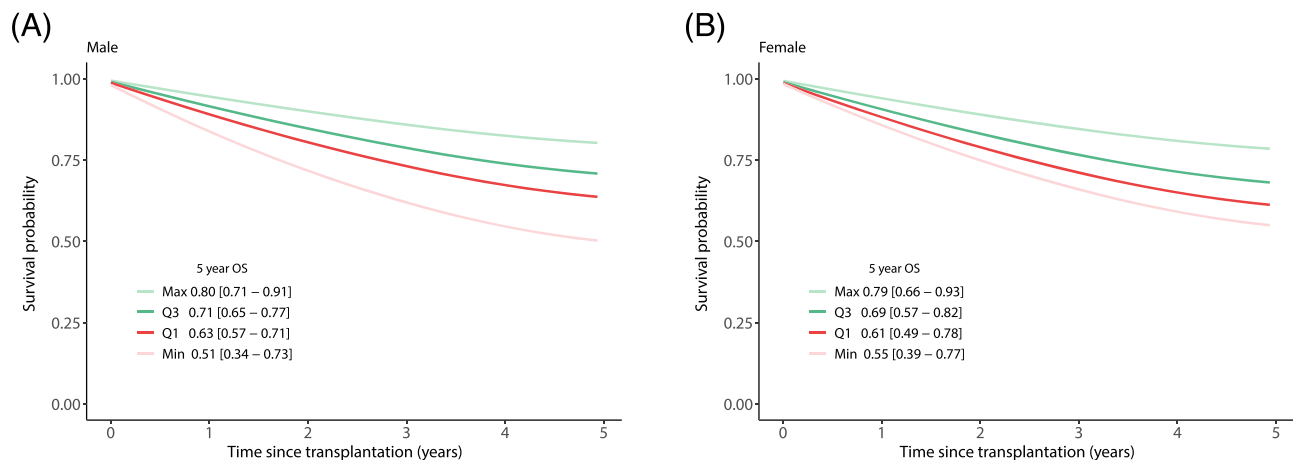 (A)
Male
Survival probability
1.00
0.75
0.50
0.25
0.00
5 year OS
Max 0.80 [0.71 – 0.91]
Q3 0.71 [0.65 – 0.77]
Q1 0.63 [0.57 – 0.71]
Min 0.51 [0.34 – 0.73]
0 1 2 3 4 5
Time since transplantation (years)
(B)
Female
Survival probability
1.00
0.75
0.50
0.25
0.00
5 year OS
Max 0.79 [0.66 – 0.93]
Q3 0.69 [0.57 – 0.82]
Q1 0.61 [0.49 – 0.78]
Min 0.55 [0.39 – 0.77]
0 1 2 3 4 5
Time since transplantation (years)